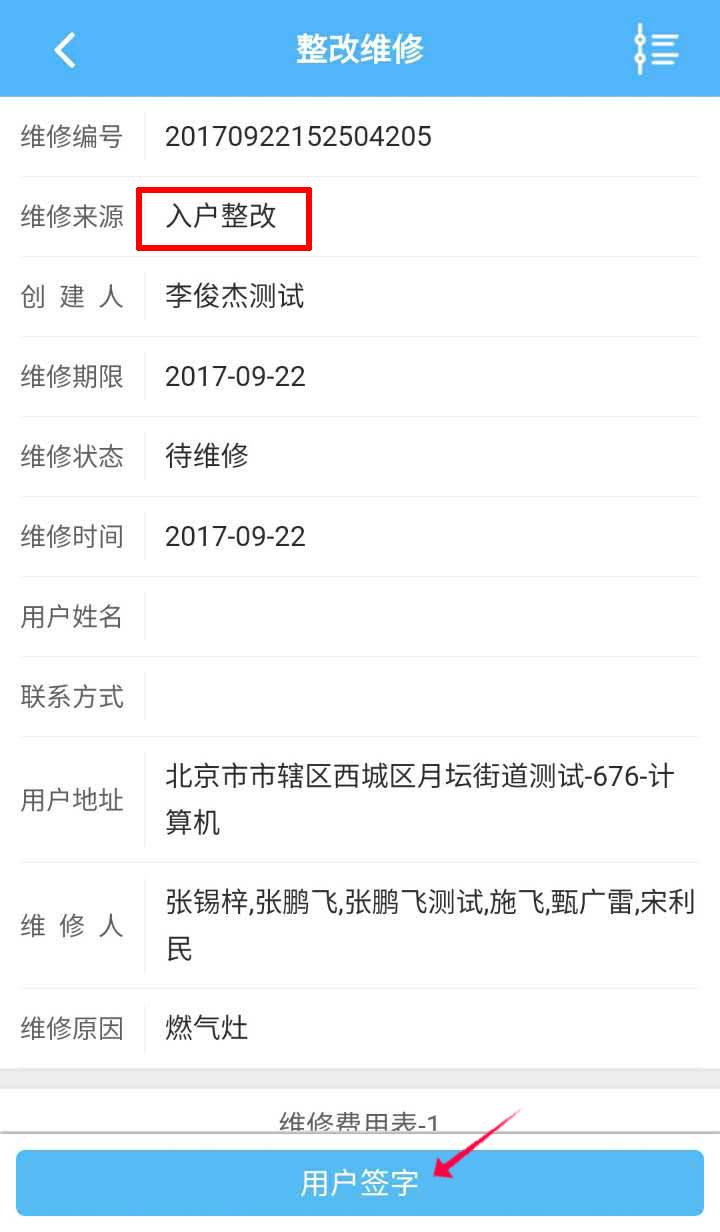 整改维修
维修编号 20170922152504205
维修来源 入户整改
创建人 李俊杰测试
维修期限 2017-09-22
维修状态 待维修
维修时间 2017-09-22
用户姓名
联系方式
用户地址 北京市市辖区西城区月坛街道测试-676-计
算机
维修人 张锡梓,张鹏飞,张鹏飞测试,施飞,甄广雷,宋利
民
维修原因 燃气灶
维修费用表-1
用户签字